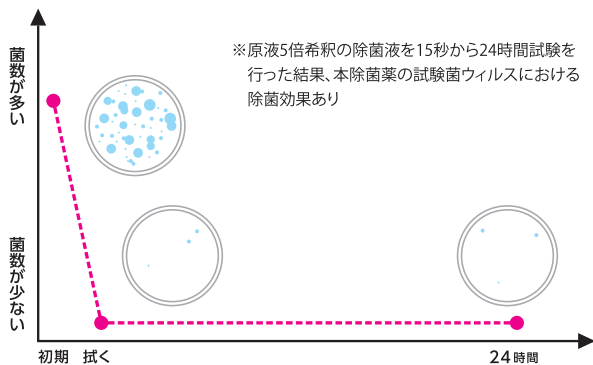 ※原液5倍希釈の除菌液を15秒から24時間試験を
行った結果、本除菌薬の試験菌ウィルスにおける
除菌効果あり
菌数が多い
菌数が少ない
初期 拭く 24時間